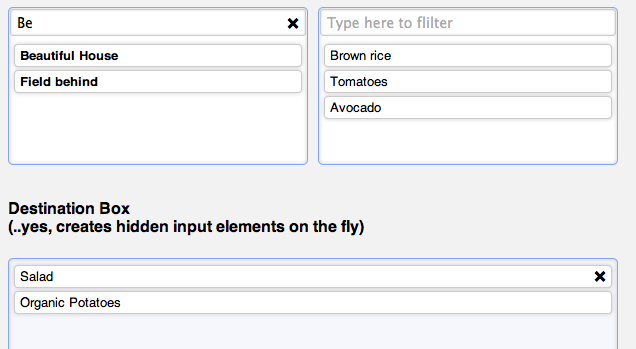 Be
Beautiful House
Field behind
Type here to flilter
Brown rice
Tomatoes
Avocado
Destination Box
(..yes, creates hidden input elements on the fly)
Salad
Organic Potatoes